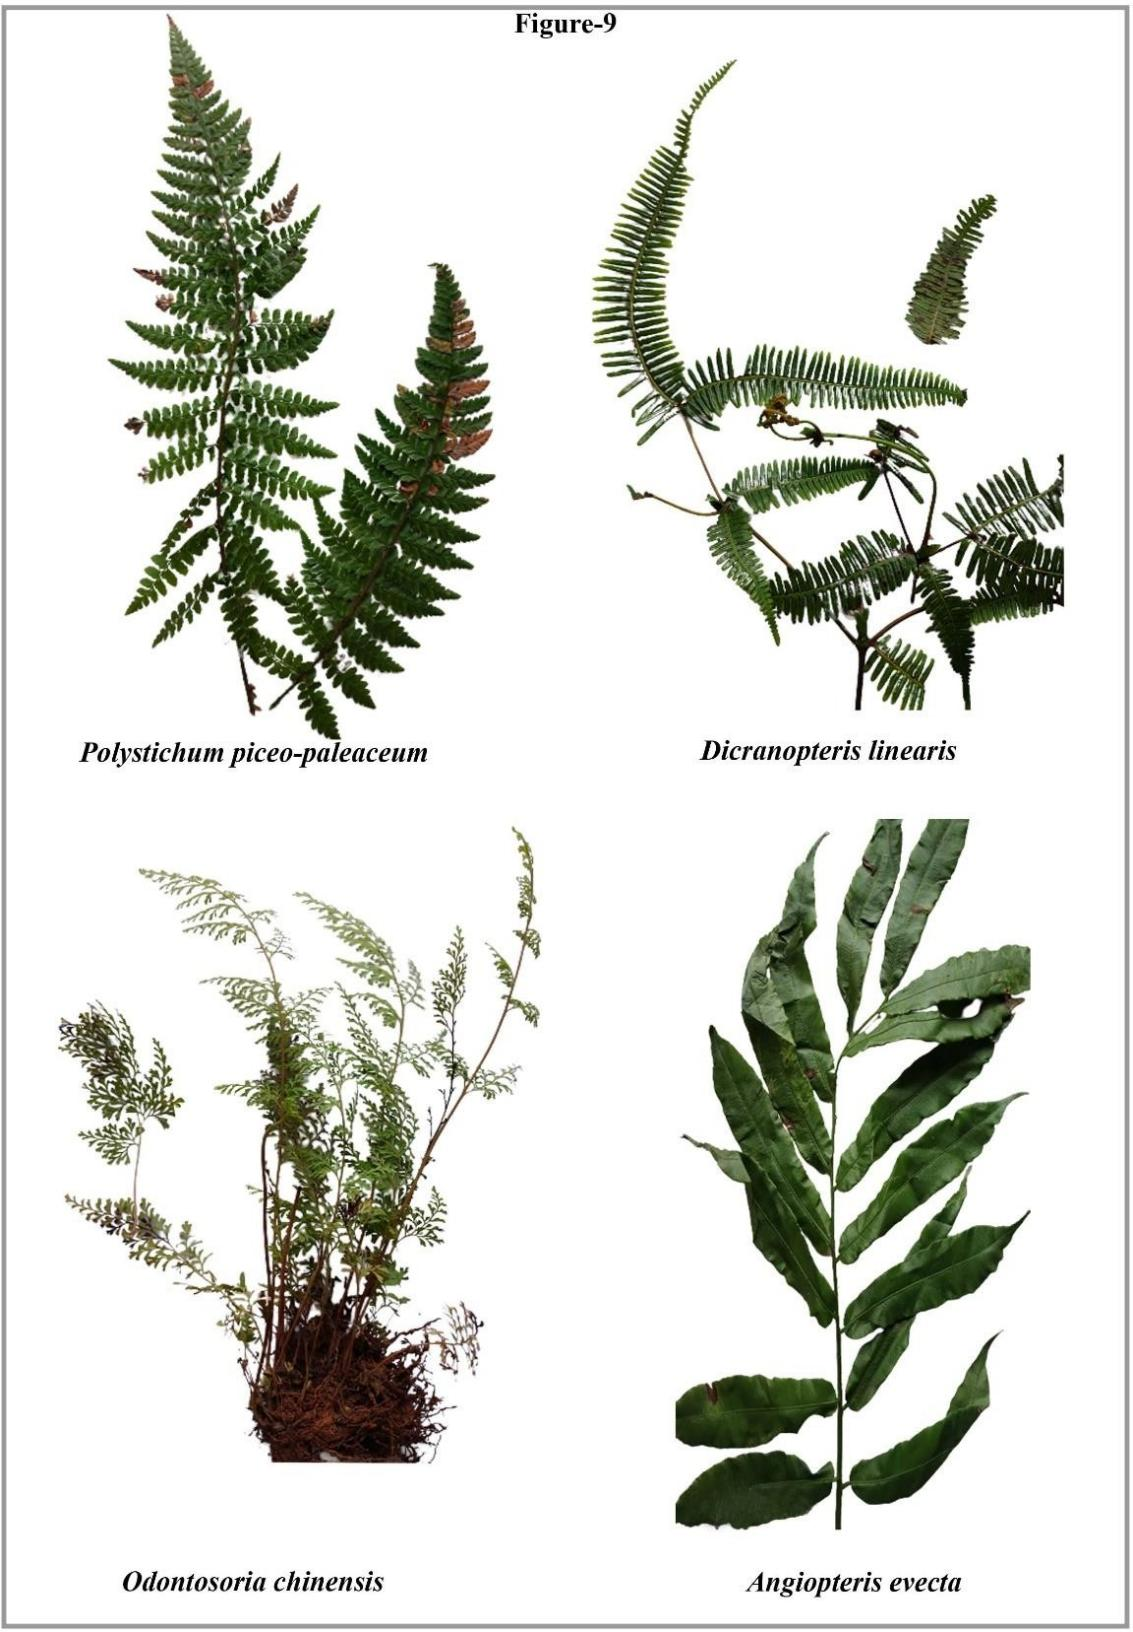 Figure-9
Polystichum piceo-paleaceum
Dicranopteris linearis
Odontosoria chinensis
Angiopteris evecta